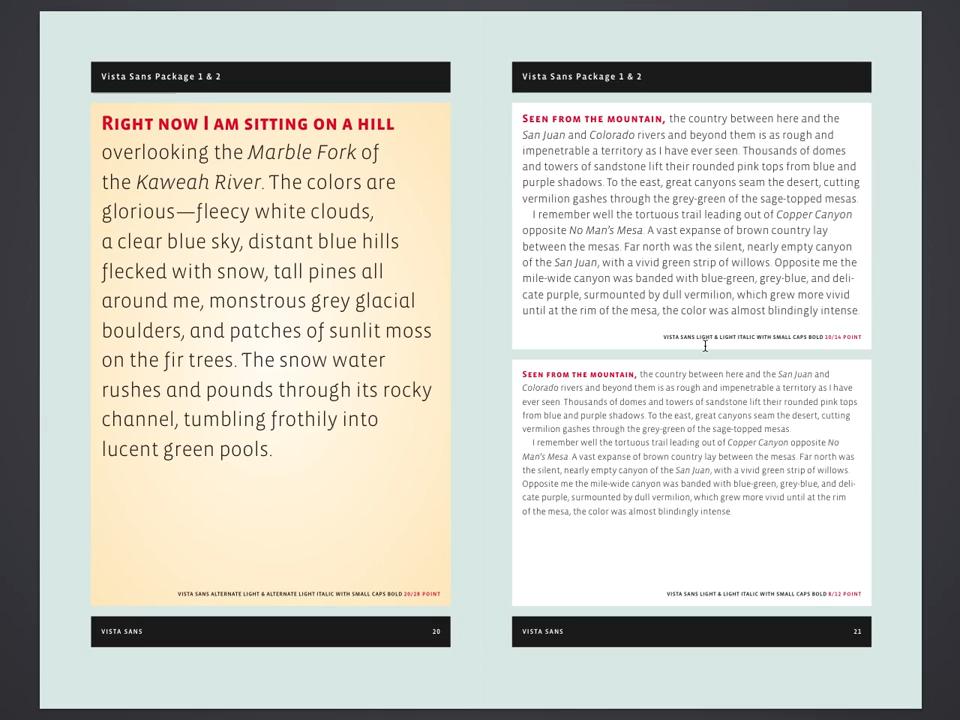 Vista Sans Package 1 & 2
RIGHT NOW I AM SITTING ON A HILL
overlooking the Marble Fork of
the Kaweah River. The colors are
glorious—fleecy white clouds,
a clear blue sky, distant blue hills
flecked with snow, tall pines all
around me, monstrous grey glacial
boulders, and patches of sunlit moss
on the fir trees. The snow water
rushes and pounds through its rocky
channel, tumbling frothily into
lucent green pools.
VISTA SANS ALTERNATE LIGHT & ALTERNATE LIGHT ITALIC WITH SMALL CAPS BOLD 20/28 POINT
VISTA SANS 20
Vista Sans Package 1 & 2
SEEN FROM THE MOUNTAIN, the country between here and the
San Juan and Colorado rivers and beyond them is as rough and
impenetrable a territory as I have ever seen. Thousands of domes
and towers of sandstone lift their rounded pink tops from blue and
purple shadows. To the east, great canyons seam the desert, cutting
vermilion gashes through the grey-green of the sage-topped mesas.
I remember well the tortuous trail leading out of Copper Canyon
opposite No Man's Mesa. A vast expanse of brown country lay
between the mesas. Far north was the silent, nearly empty canyon
of the San Juan, with a vivid green strip of willows. Opposite me the
mile-wide canyon was banded with blue-green, grey-blue, and deli-
cate purple, surmounted by dull vermilion, which grew more vivid
until at the rim of the mesa, the color was almost blindingly intense.
VISTA SANS LIGHT & LIGHT ITALIC WITH SMALL CAPS BOLD 10/14 POINT
SEEN FROM THE MOUNTAIN, the country between here and the San Juan and
Colorado rivers and beyond them is as rough and impenetrable a territory as I have
ever seen. Thousands of domes and towers of sandstone lift their rounded pink tops
from blue and purple shadows. To the east, great canyons seam the desert, cutting
vermilion gashes through the grey-green of the sage-topped mesas.
I remember well the tortuous trail leading out of Copper Canyon opposite No
Man's Mesa. A vast expanse of brown country lay between the mesas. Far north was
the silent, nearly empty canyon of the San Juan, with a vivid green strip of willows.
Opposite me the mile-wide canyon was banded with blue-green, grey-blue, and deli-
cate purple, surmounted by dull vermilion, which grew more vivid until at the rim
of the mesa, the color was almost blindingly intense.
VISTA SANS LIGHT & LIGHT ITALIC WITH SMALL CAPS BOLD 8/12 POINT
VISTA SANS 21